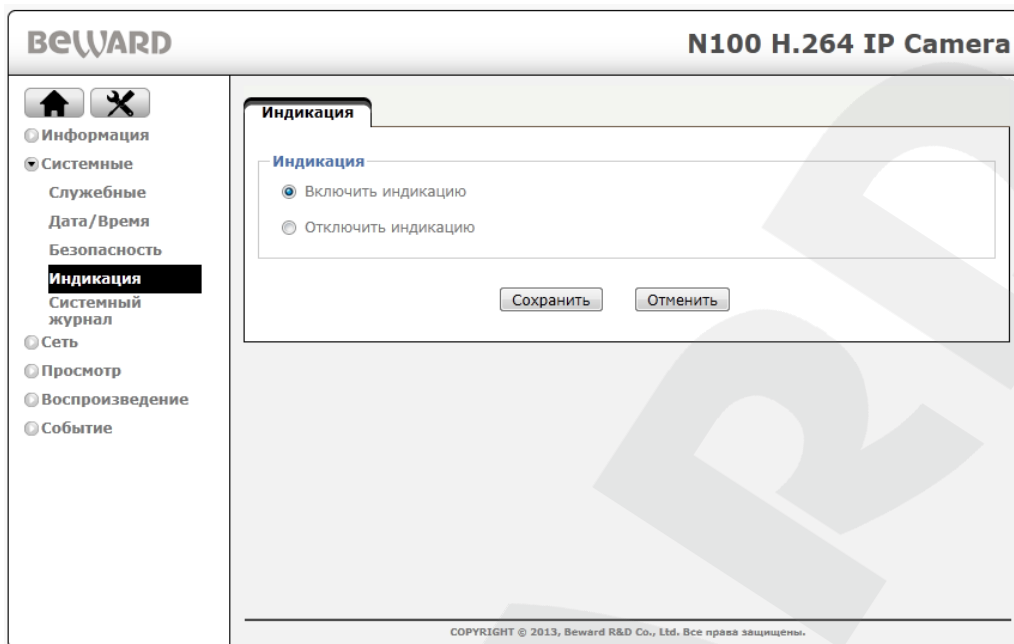 BEWARD
N100 H.264 IP Camera
Информация
Системные
Служебные
Дата/Время
Безопасность
Индикация
Системный
журнал
Сеть
Просмотр
Воспроизведение
Событие
Индикация
Индикация
Включить индикацию
Отключить индикацию
Сохранить
Отменить
COPYRIGHT © 2013, Beward R&D Co., Ltd. Все права защищены.